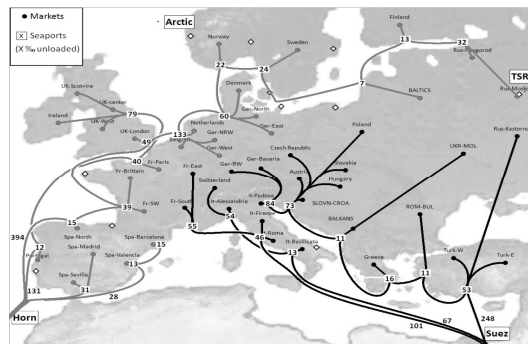 Markets
x Seaports
(X ‰ unloaded)
Arctic
Finland
Norway
Sweden
13
32
Rus-Novgorod
22
24
TSR
Rus-Moskow
7
BALTICS
Denmark
UK-Scot+Ire
UK-center
Ireland
UK-West
79
UK-London
49
60
Ger-North
Ger-East
Netherlands
133
Belgium
Ger-NRW
Ger-West
Poland
Rus-Kastorna
40
Fr-Paris
Fr-East
Ger-BW
Ger-Bavaria
Czech Republic
Slovakia
UKR-MOL
Fr-Brittain
Switzerland
Austria
Hungary
39
Fr-SW
Fr-South
It-Alessandria
It-Padova
84
73
SLOVN-CROA
ROM-BUL
55
54
It-Firenze
BALKANS
15
Spa-North
Spa-Barcelona
15
It-Roma
46
It-Basilicata
13
11
394
12
Portugal
Spa-Madrid
Spa-Valencia
13
Greece
16
11
Turk-W
Turk-E
131
Spa-Seville
31
28
53
Horn
67
101
248
Suez